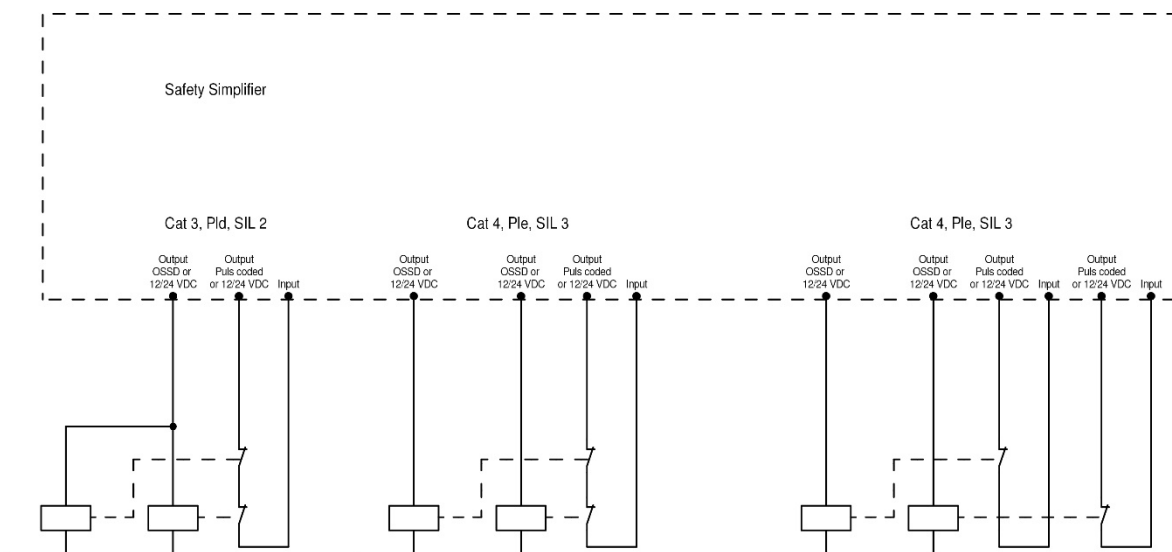 Safety Simplifier
Cat 3, Pld, SIL 2
Output
OSSD or
12/24 VDC
Output
Puls coded
or 12/24 VDC
Input
Cat 4, Ple, SIL 3
Output
OSSD or
12/24 VDC
Output
OSSD or
12/24 VDC
Output
Puls coded
or 12/24 VDC
Input
Cat 4, Ple, SIL 3
Output
OSSD or
12/24 VDC
Output
OSSD or
12/24 VDC
Output
Puls coded
or 12/24 VDC
Input
Output
Puls coded
or 12/24 VDC
Input